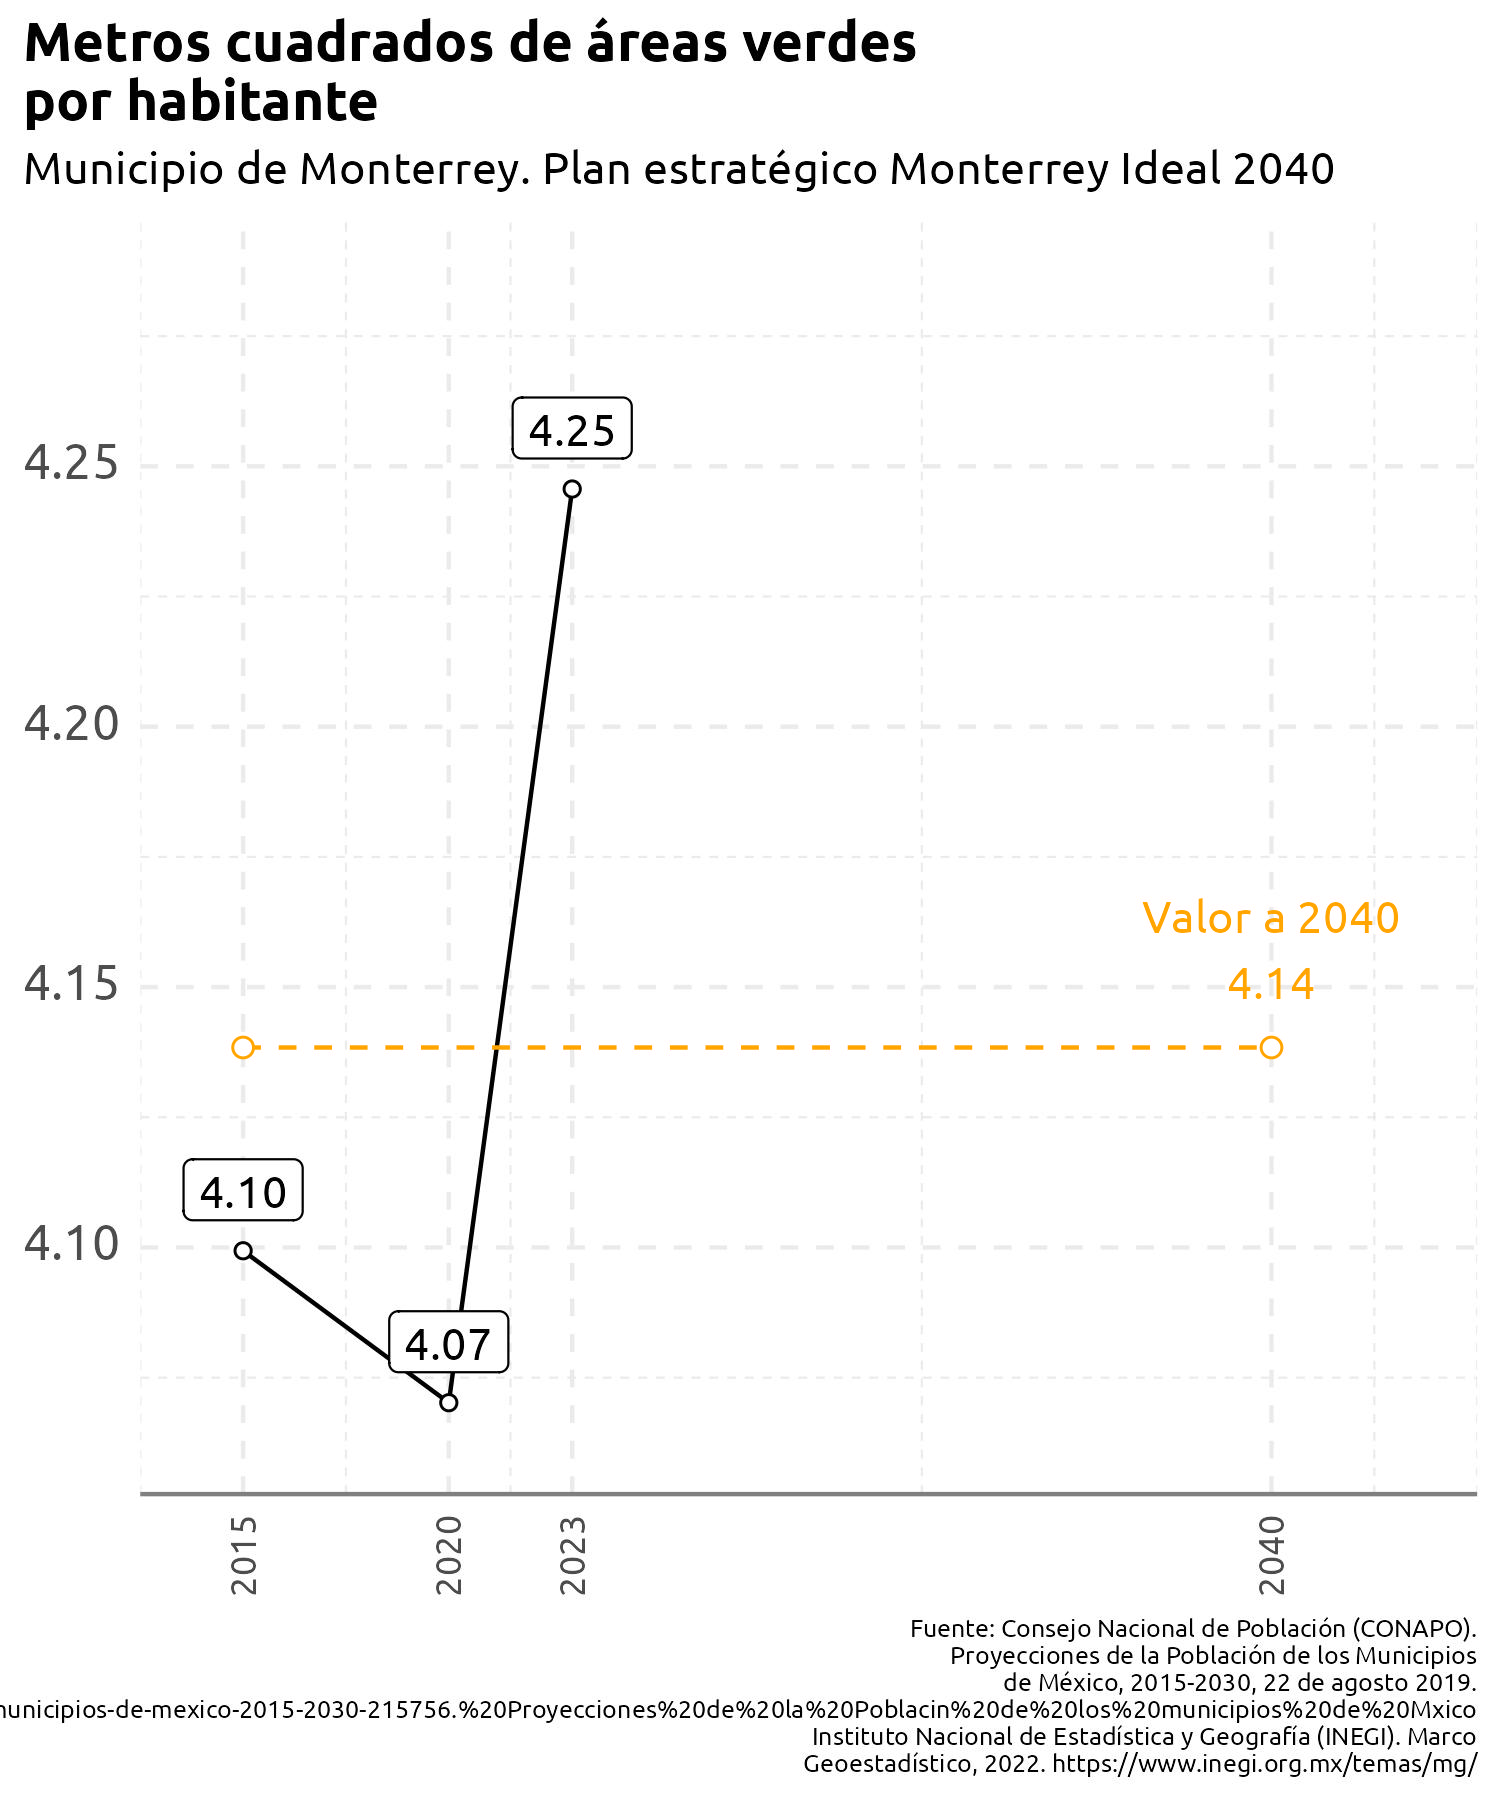 Metros cuadrados de áreas verdes
por habitante
Municipio de Monterrey. Plan estratégico Monterrey Ideal 2040
4.25
4.25
4.20
Valor a 2040
4.15
4.14
4.10
4.10
4.07
2015
2020
2023
2040
Fuente: Consejo Nacional de Población (CONAPO).
Proyecciones de la Población de los Municipios
de México, 2015-2030, 22 de agosto 2019.
unicipios-de-mexico-2015-2030-215756.%20Proyecciones%20de%20la%20Poblacin%20de%20los%20municipios%20de%20Mxico
Instituto Nacional de Estadística y Geografía (INEGI). Marco
Geoestadístico, 2022. https://www.inegi.org.mx/temas/mg/